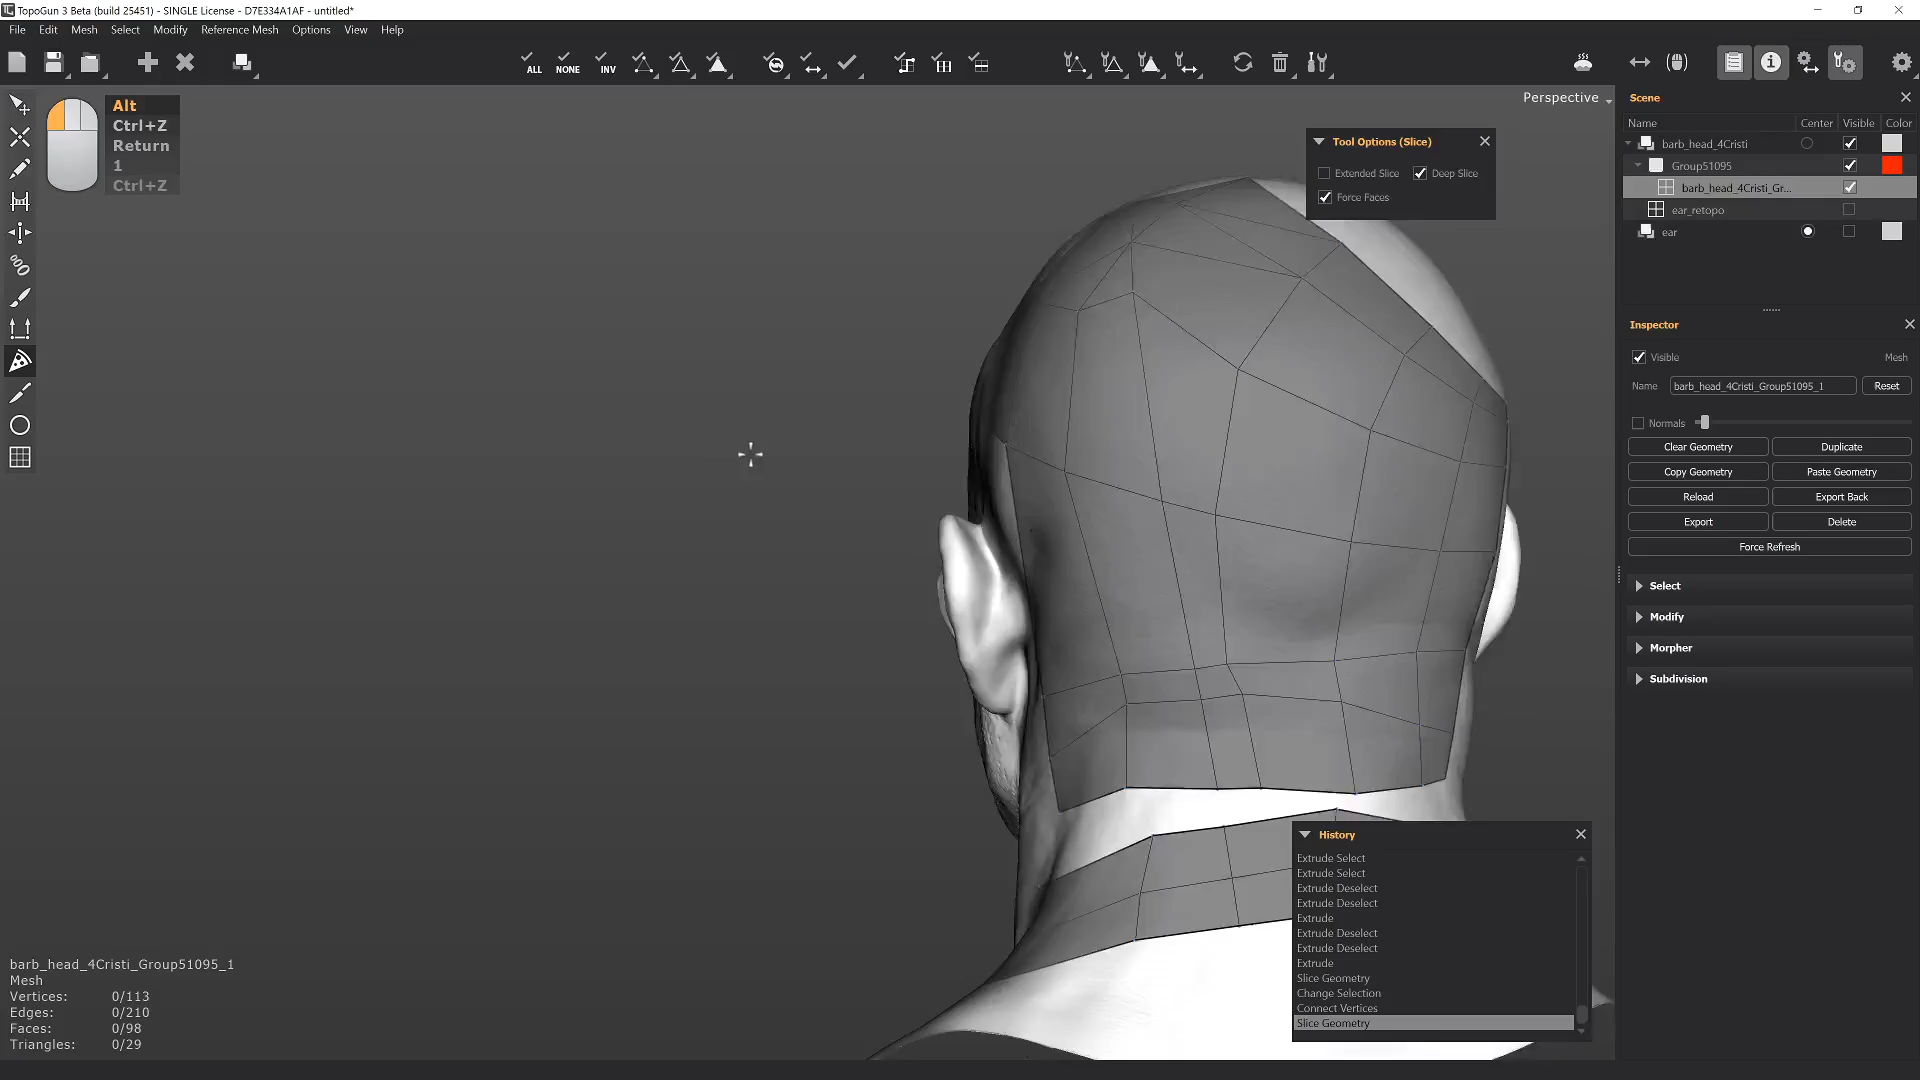 TopoGun 3 Beta (build 25451) - SINGLE License - D7E334A1AF - untitled*
File Edit Mesh Select Modify Reference Mesh Options View Help
ALL NONE INV
Alt
Ctrl+Z
Return
1
Ctrl+Z
Perspective
Tool Options (Slice)
Extended Slice Deep Slice
Force Faces
Scene
Name Center Visible Color
barb_head_4Cristi
Group51095
barb_head_4Cristi_Gr...
ear_retopo
ear
Inspector
Visible Mesh
Name barb_head_4Cristi_Group51095_1 Reset
Normals
Clear Geometry Duplicate
Copy Geometry Paste Geometry
Reload Export Back
Export Delete
Force Refresh
Select
Modify
Morpher
Subdivision
History
Extrude Select
Extrude Select
Extrude Deselect
Extrude Deselect
Extrude
Extrude Deselect
Extrude Deselect
Extrude
Slice Geometry
Change Selection
Connect Vertices
Slice Geometry
barb_head_4Cristi_Group51095_1
Mesh
Vertices: 0/113
Edges: 0/210
Faces: 0/98
Triangles: 0/29